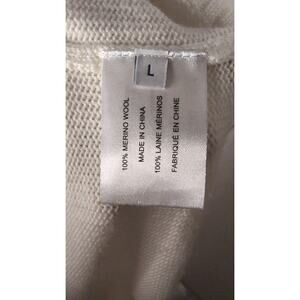 L
100% MERINO WOOL
MADE IN CHINA
100% LAINE MÉRINOS
FABRIQUÉ EN CHINE